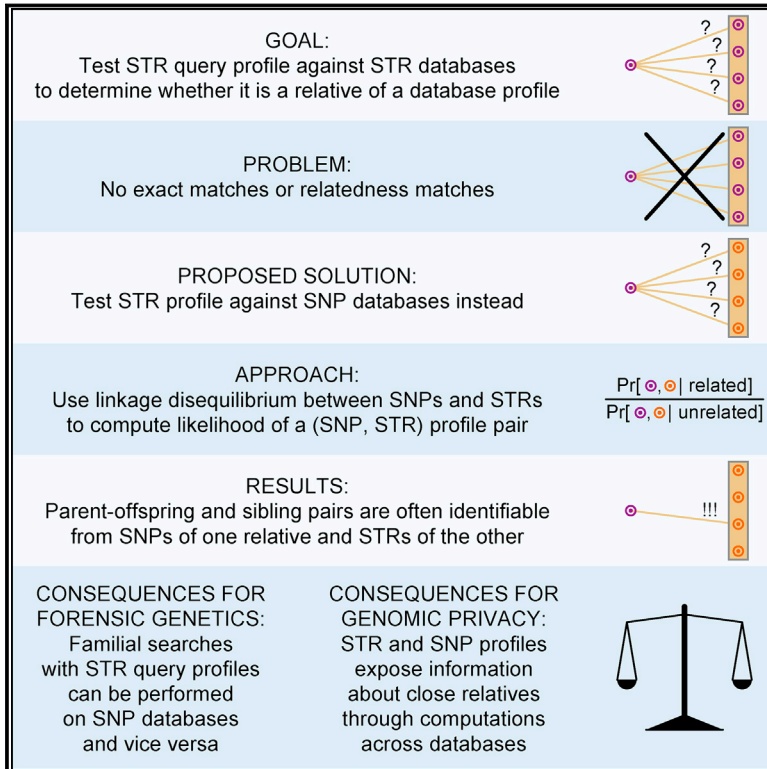 GOAL:
Test STR query profile against STR databases
to determine whether it is a relative of a database profile
?
?
?
?
PROBLEM:
No exact matches or relatedness matches
PROPOSED SOLUTION:
Test STR profile against SNP databases instead
?
?
?
?
APPROACH:
Use linkage disequilibrium between SNPs and STRs
to compute likelihood of a (SNP, STR) profile pair
Pr[ , | related]
Pr[ , | unrelated]
RESULTS:
Parent-offspring and sibling pairs are often identifiable
from SNPs of one relative and STRs of the other
!!!
CONSEQUENCES FOR
FORENSIC GENETICS:
Familial searches
with STR query profiles
can be performed
on SNP databases
and vice versa
CONSEQUENCES FOR
GENOMIC PRIVACY:
STR and SNP profiles
expose information
about close relatives
through computations
across databases